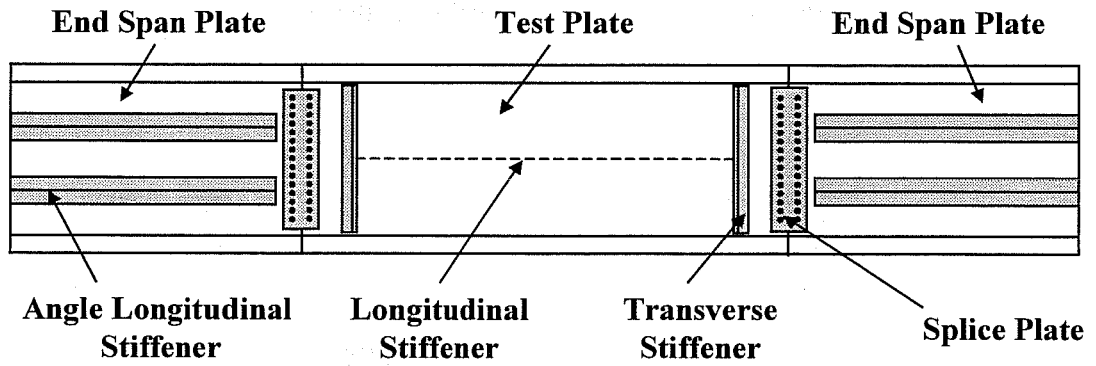 End Span Plate
Test Plate
End Span Plate
Angle Longitudinal
Stiffener
Longitudinal
Stiffener
Transverse
Stiffener
Splice Plate